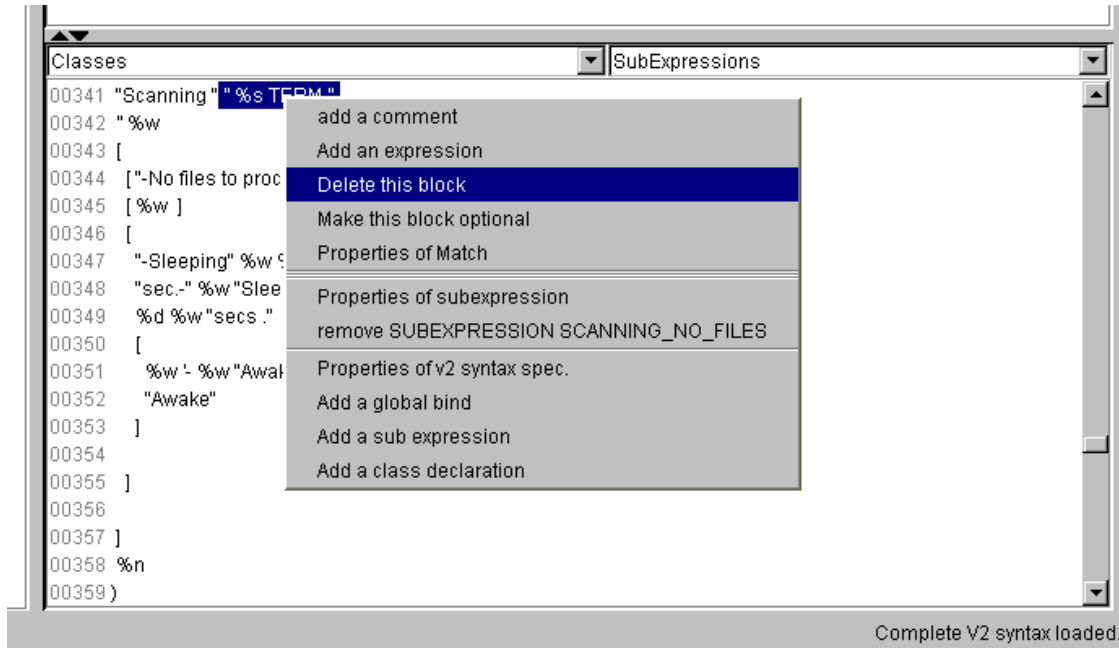 Classes
SubExpressions
00341 "Scanning " " %s TERM "
00342 " %w
00343 [
00344 ["-No files to proc
00345 [ %w ]
00346 [
00347 "-Sleeping" %w
00348 "sec.-" %w "Slee
00349 %d %w "secs ."
00350 [
00351 %w '- %w "Awak
00352 "Awake"
00353 ]
00354
00355 ]
00356
00357 ]
00358 %n
00359 )
add a comment
Add an expression
Delete this block
Make this block optional
Properties of Match
Properties of subexpression
remove SUBEXPRESSION SCANNING_NO_FILES
Properties of v2 syntax spec.
Add a global bind
Add a sub expression
Add a class declaration
Complete V2 syntax loaded.